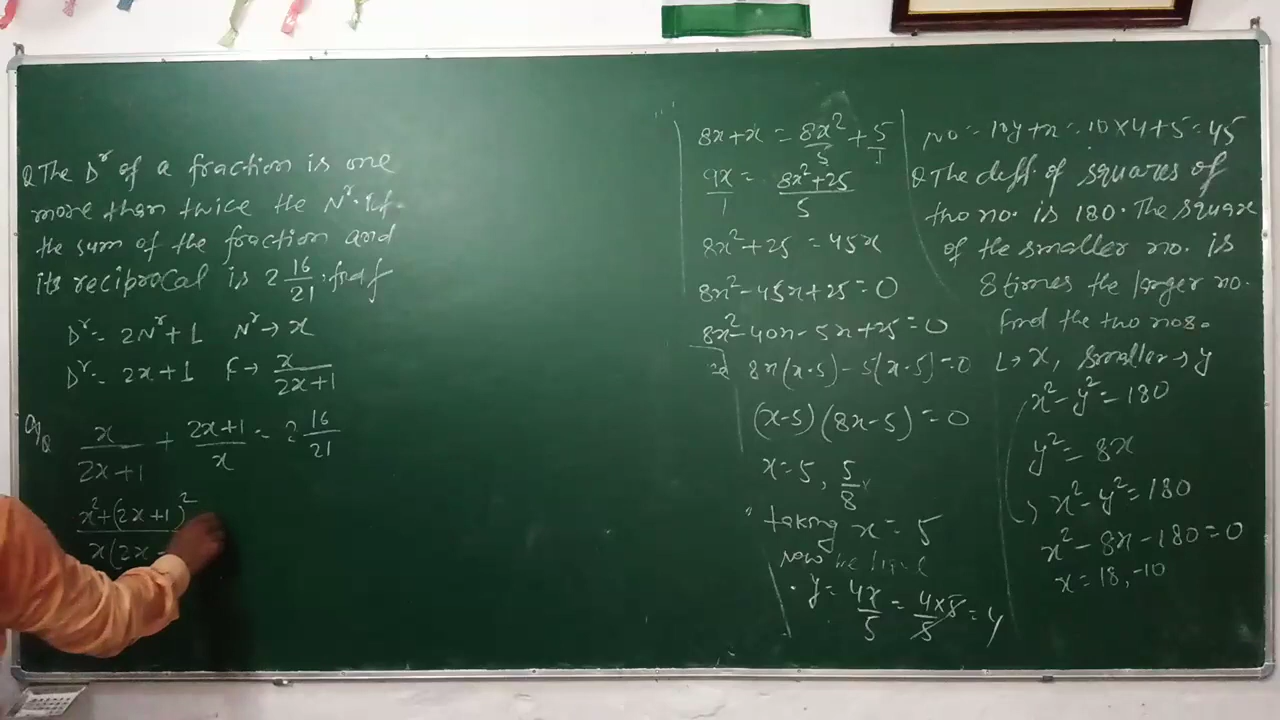 Q The Dʳ of a fraction is one
more than twice the Nʳ. If
the sum of the fraction and
its reciprocal is 2 16/21. find
Dʳ = 2Nʳ+1 Nʳ → x
Dʳ = 2x+1 F → x/(2x+1)
x/(2x+1) + (2x+1)/x = 2 16/21
x²+(2x+1)²
x(2x
8x+x = 8x²/5 + 5/1
9x/1 = (8x²+25)/5
8x²+25 = 45x
8x²-45x+25=0
8x²-40x-5x+25=0
8x(x-5)-5(x-5)=0
(x-5)(8x-5)=0
x=5, 5/8 x
taking x=5
now we have
y = 4x/5 = (4×5)/5 = 4
No = 10y+x = 10×4+5=45
Q The diff. of squares of
two no. is 180. The square
of the smaller no. is
8 times the larger no.
find the two nos.
L → x, smaller → y
x²-y²=180
y²=8x
x²-y²=180
x²-8x-180=0
x=18,-10